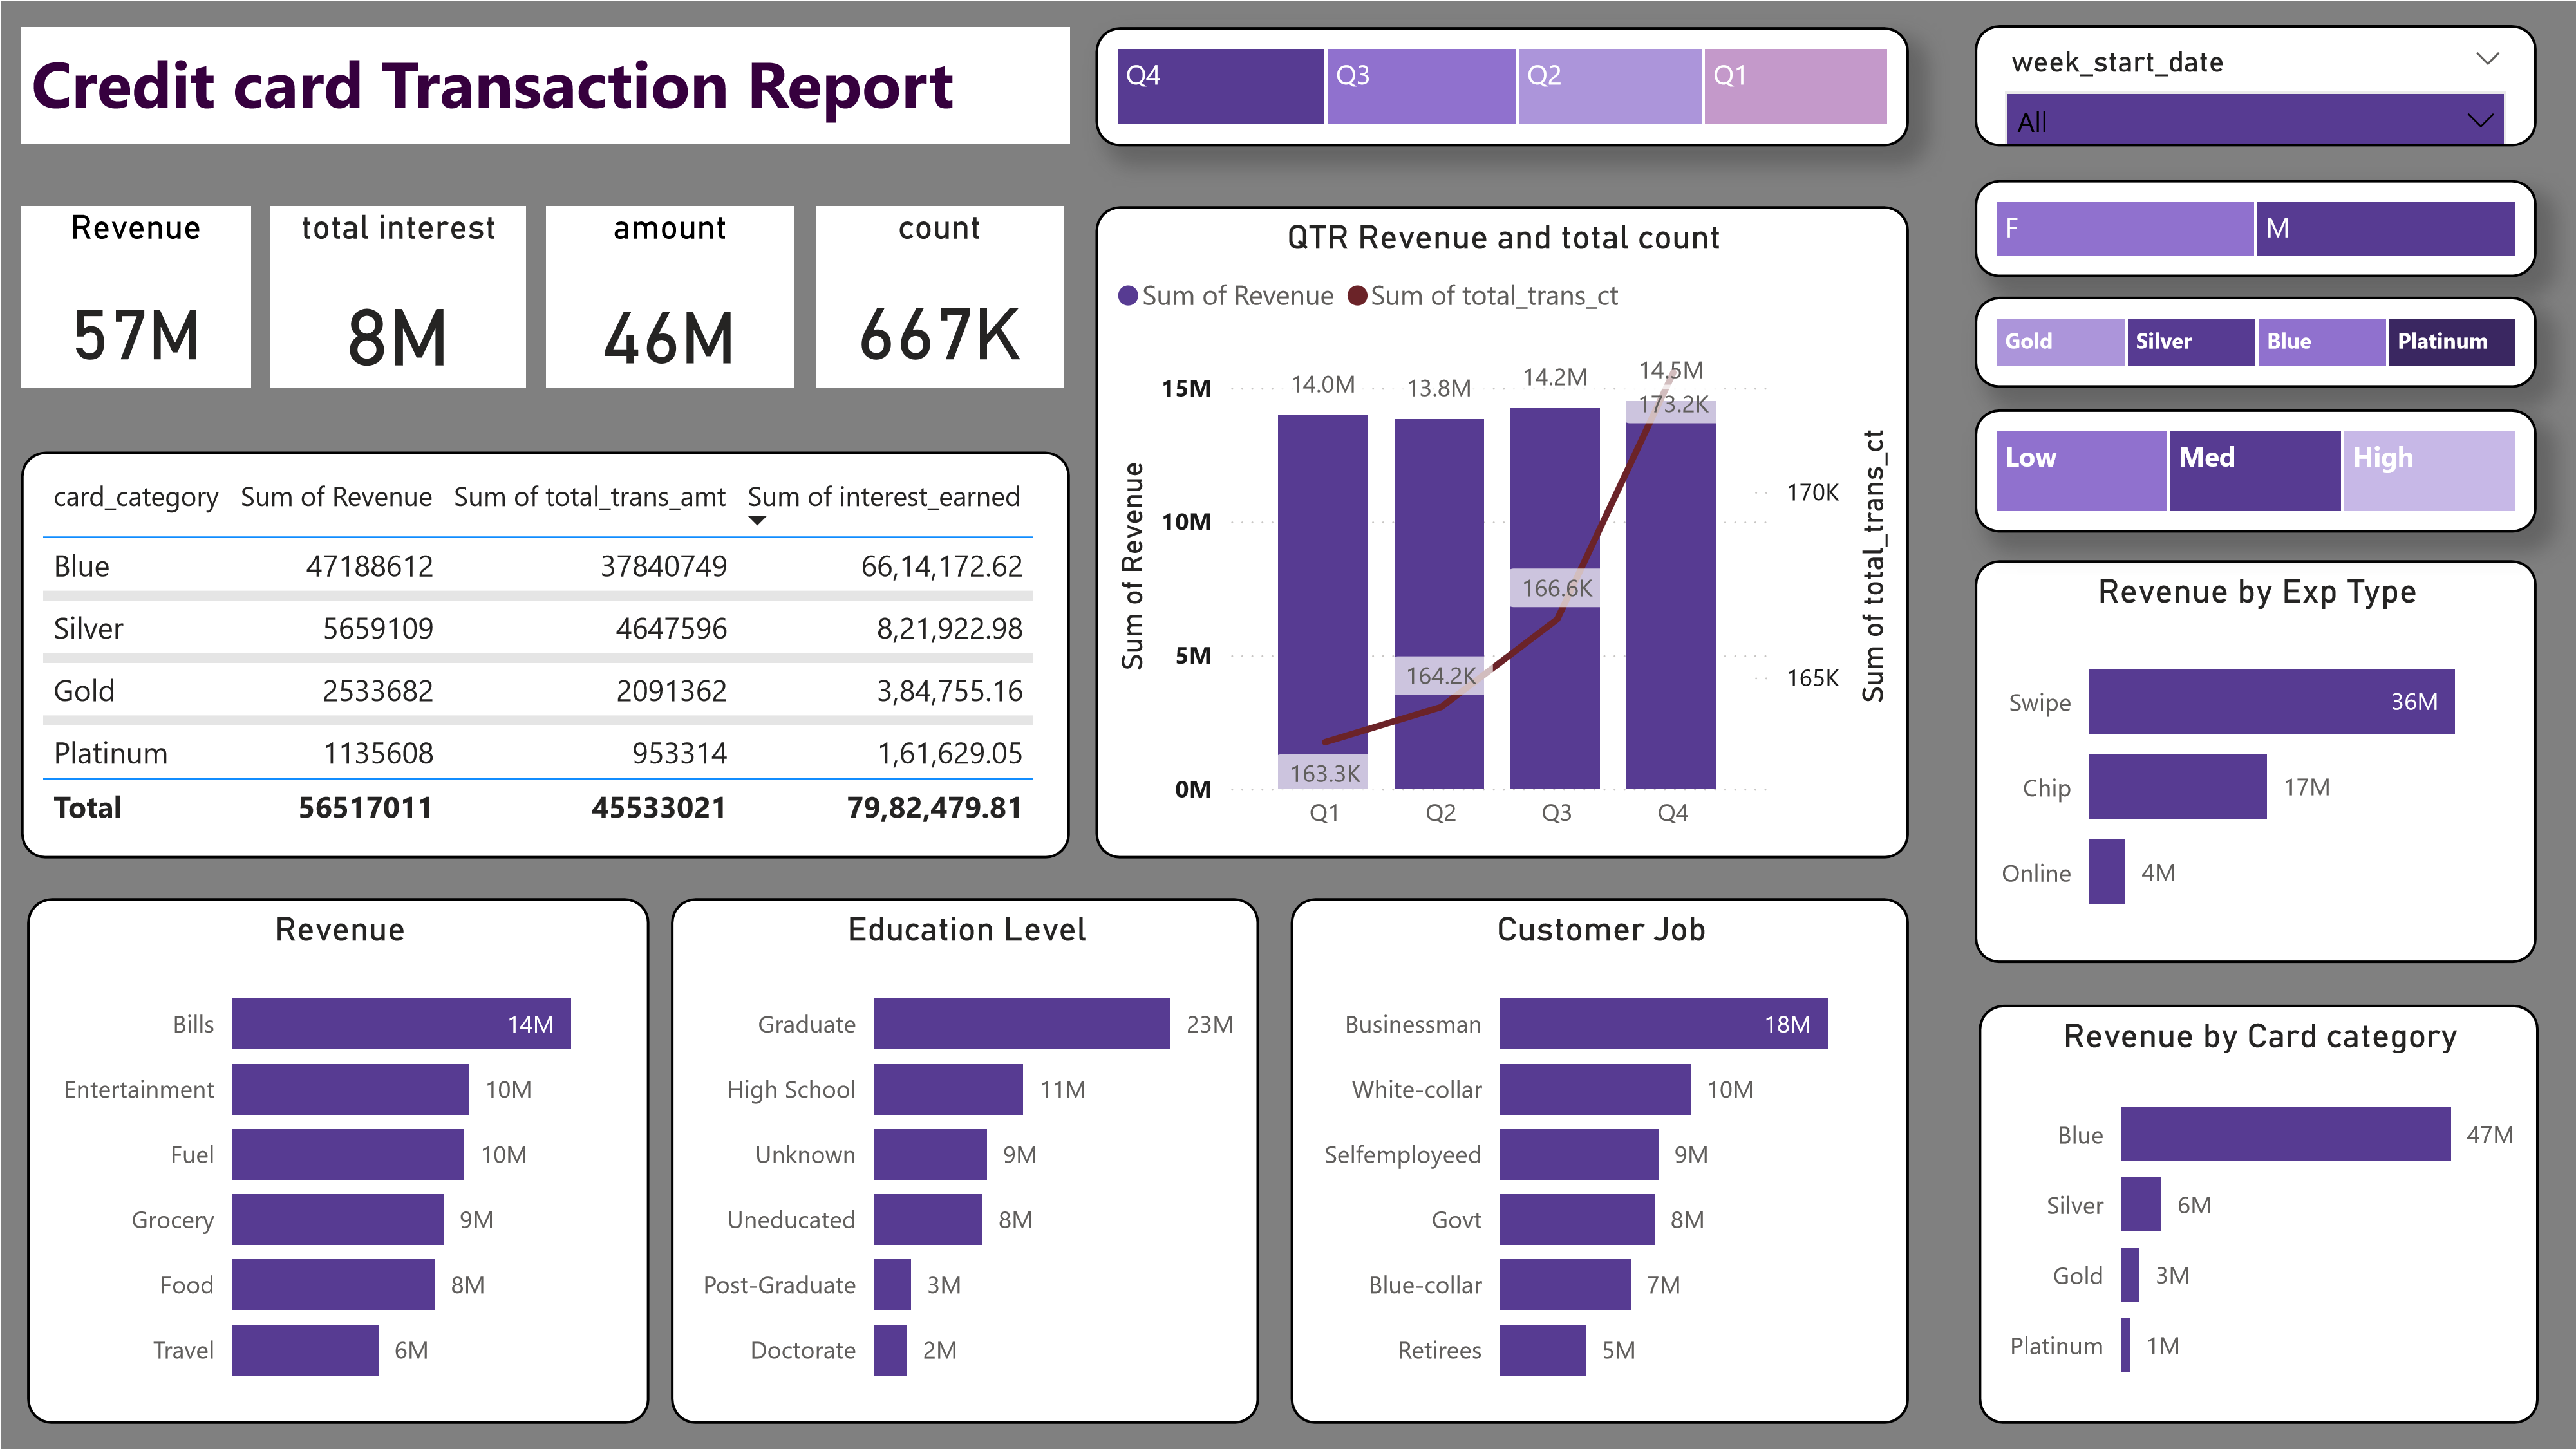 Credit card Transaction Report
Q4 Q3 Q2 Q1
week_start_date
All
F M
Gold Silver Blue Platinum
Low Med High
Revenue
57M
total interest
8M
amount
46M
count
667K
card_category Sum of Revenue Sum of total_trans_amt Sum of interest_earned
Blue 47188612 37840749 66,14,172.62
Silver 5659109 4647596 8,21,922.98
Gold 2533682 2091362 3,84,755.16
Platinum 1135608 953314 1,61,629.05
Total 56517011 45533021 79,82,479.81
QTR Revenue and total count
Sum of Revenue Sum of total_trans_ct
Sum of Revenue
15M
10M
5M
0M
14.0M 13.8M 14.2M 14.5M
163.3K 164.2K 166.6K 173.2K
Q1 Q2 Q3 Q4
170K
165K
Sum of total_trans_ct
Revenue by Exp Type
Swipe 36M
Chip 17M
Online 4M
Revenue
Bills 14M
Entertainment 10M
Fuel 10M
Grocery 9M
Food 8M
Travel 6M
Education Level
Graduate 23M
High School 11M
Unknown 9M
Uneducated 8M
Post-Graduate 3M
Doctorate 2M
Customer Job
Businessman 18M
White-collar 10M
Selfemployeed 9M
Govt 8M
Blue-collar 7M
Retirees 5M
Revenue by Card category
Blue 47M
Silver 6M
Gold 3M
Platinum 1M